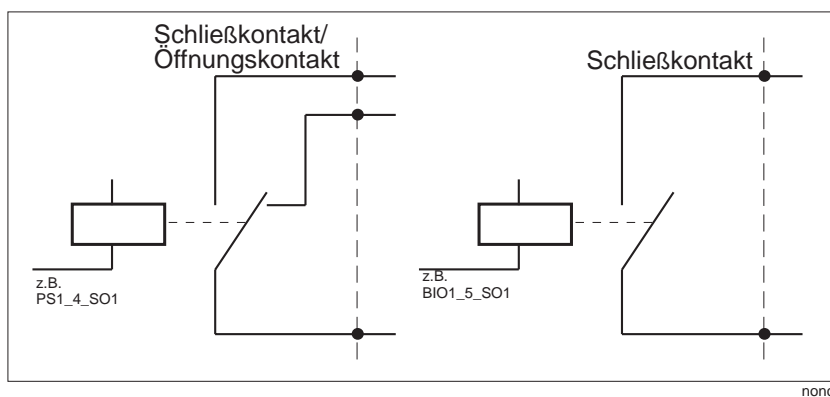 Schließkontakt/
Öffnungskontakt
Schließkontakt
z.B.
PS1_4_SO1
z.B.
BIO1_5_SO1